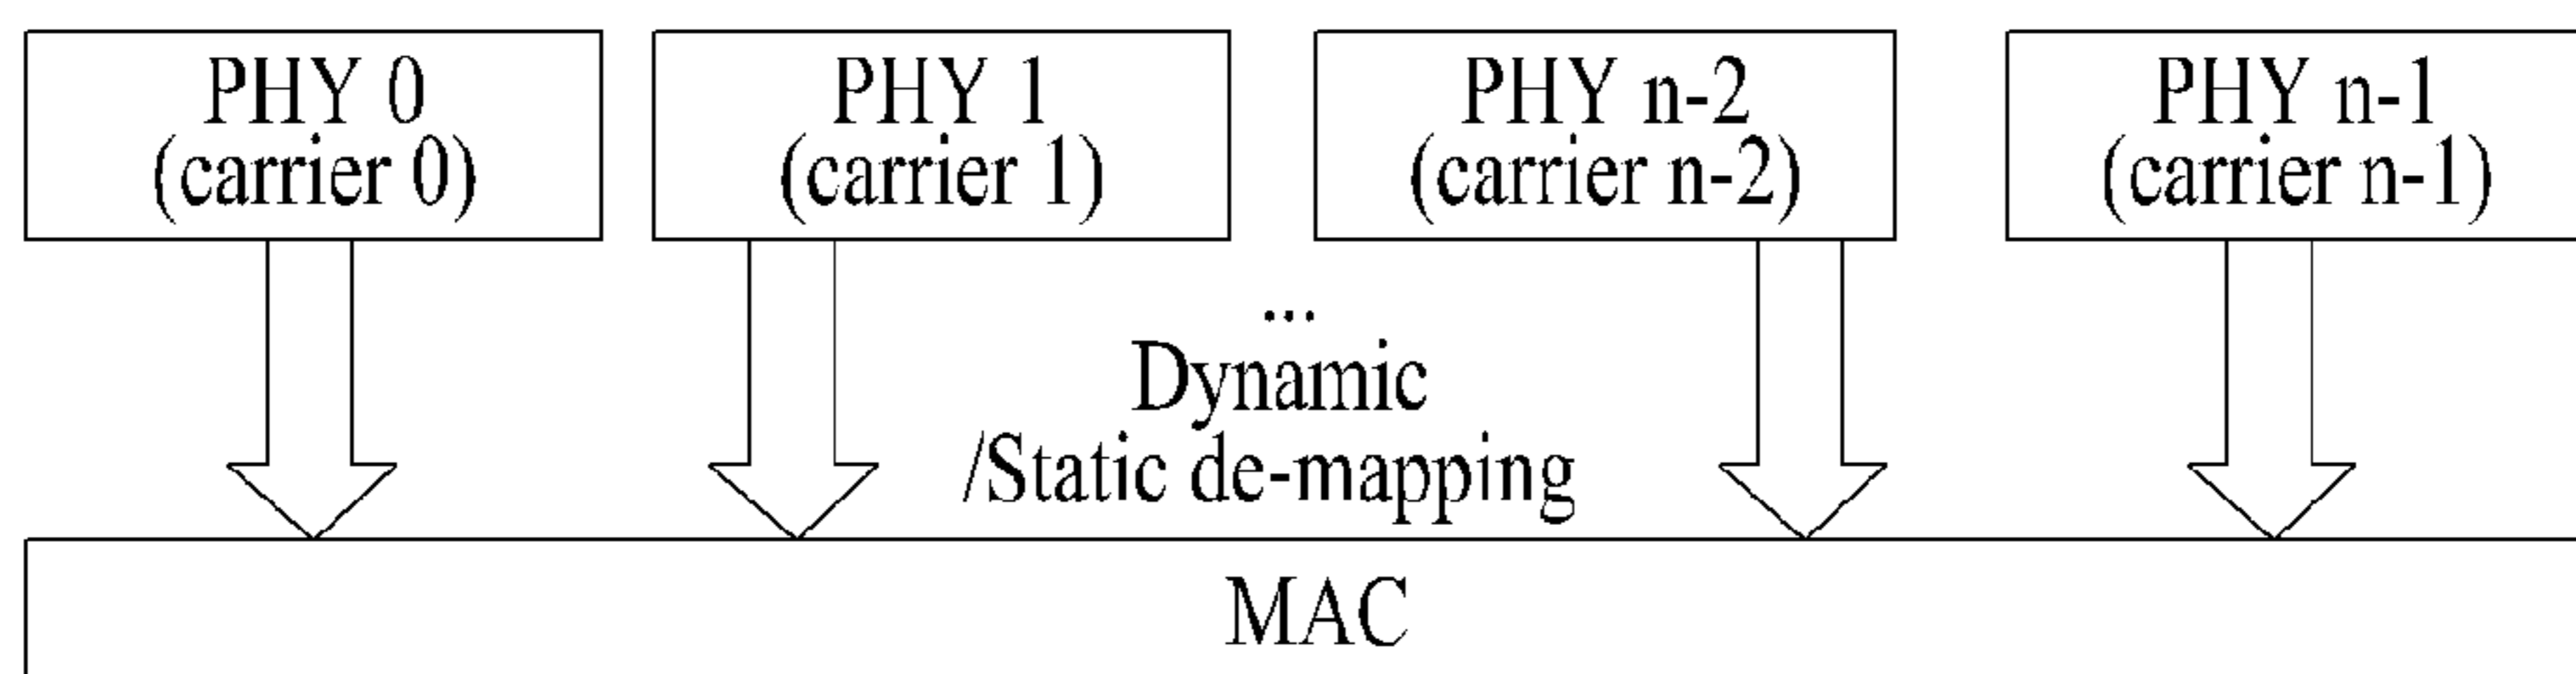 PHY 0
(carrier 0)
PHY 1
(carrier 1)
PHY n-2
(carrier n-2)
PHY n-1
(carrier n-1)
...
Dynamic
/Static de-mapping
MAC